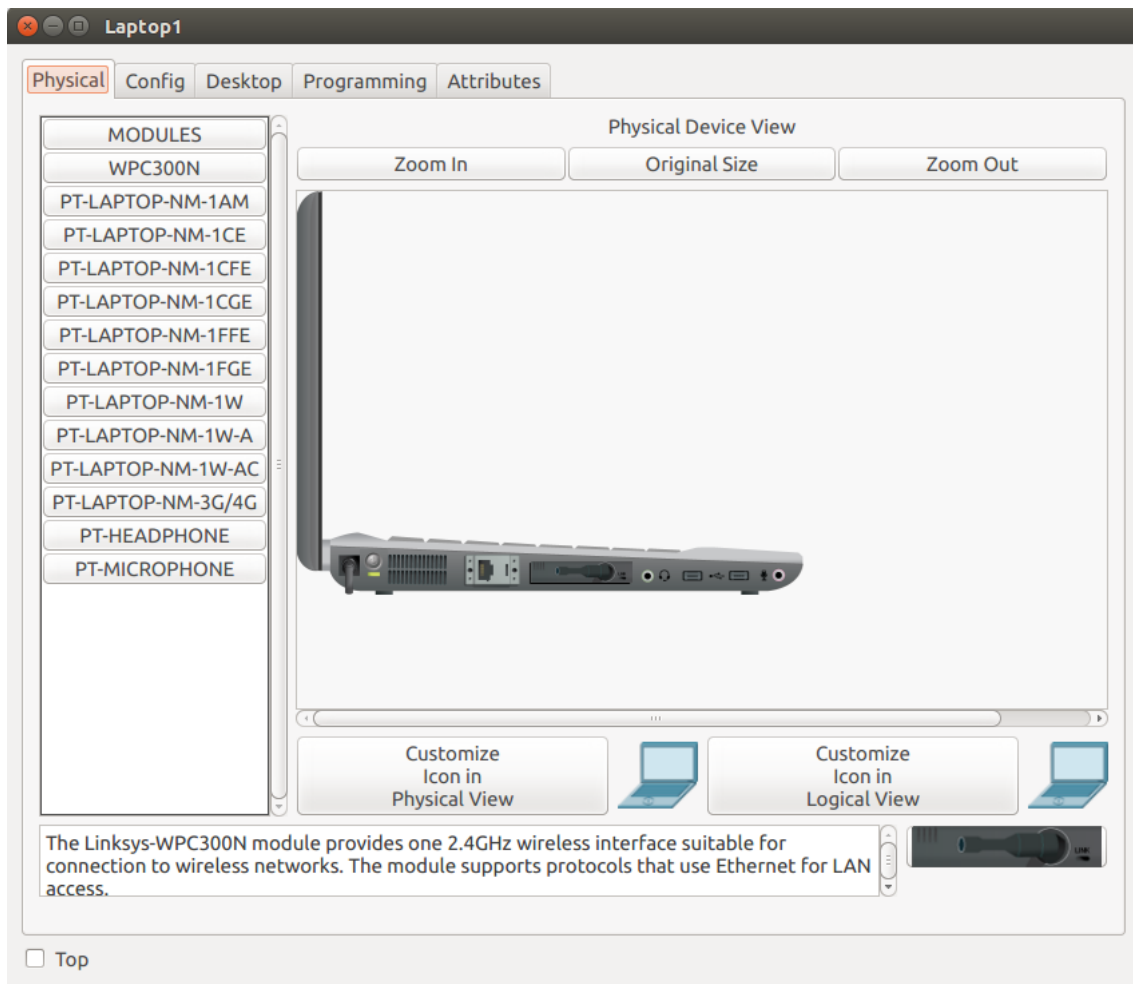 Laptop1
Physical
Config
Desktop
Programming
Attributes
MODULES
WPC300N
PT-LAPTOP-NM-1AM
PT-LAPTOP-NM-1CE
PT-LAPTOP-NM-1CFE
PT-LAPTOP-NM-1CGE
PT-LAPTOP-NM-1FFE
PT-LAPTOP-NM-1FGE
PT-LAPTOP-NM-1W
PT-LAPTOP-NM-1W-A
PT-LAPTOP-NM-1W-AC
PT-LAPTOP-NM-3G/4G
PT-HEADPHONE
PT-MICROPHONE
Physical Device View
Zoom In
Original Size
Zoom Out
Customize
Icon in
Physical View
Customize
Icon in
Logical View
The Linksys-WPC300N module provides one 2.4GHz wireless interface suitable for
connection to wireless networks. The module supports protocols that use Ethernet for LAN
access.
LINK
Top